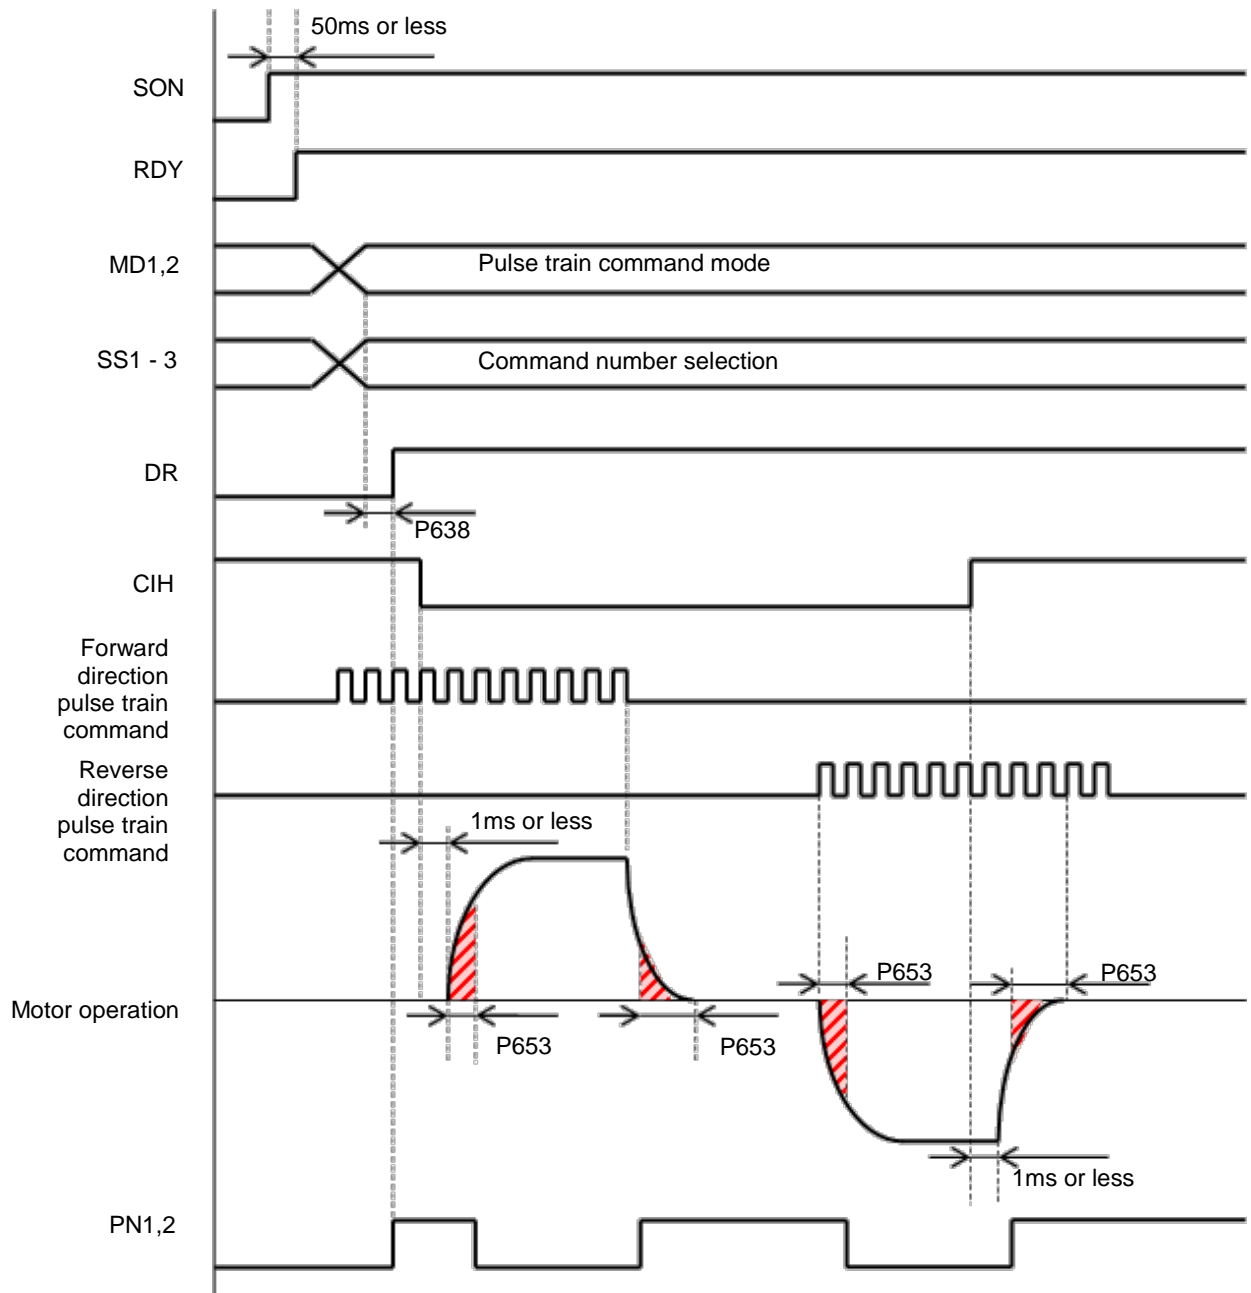 50ms or less
SON
RDY
MD1,2
Pulse train command mode
SS1 - 3
Command number selection
DR
P638
CIH
Forward
direction
pulse train
command
Reverse
direction
pulse train
command
1ms or less
P653
P653
Motor operation
P653
P653
1ms or less
PN1,2